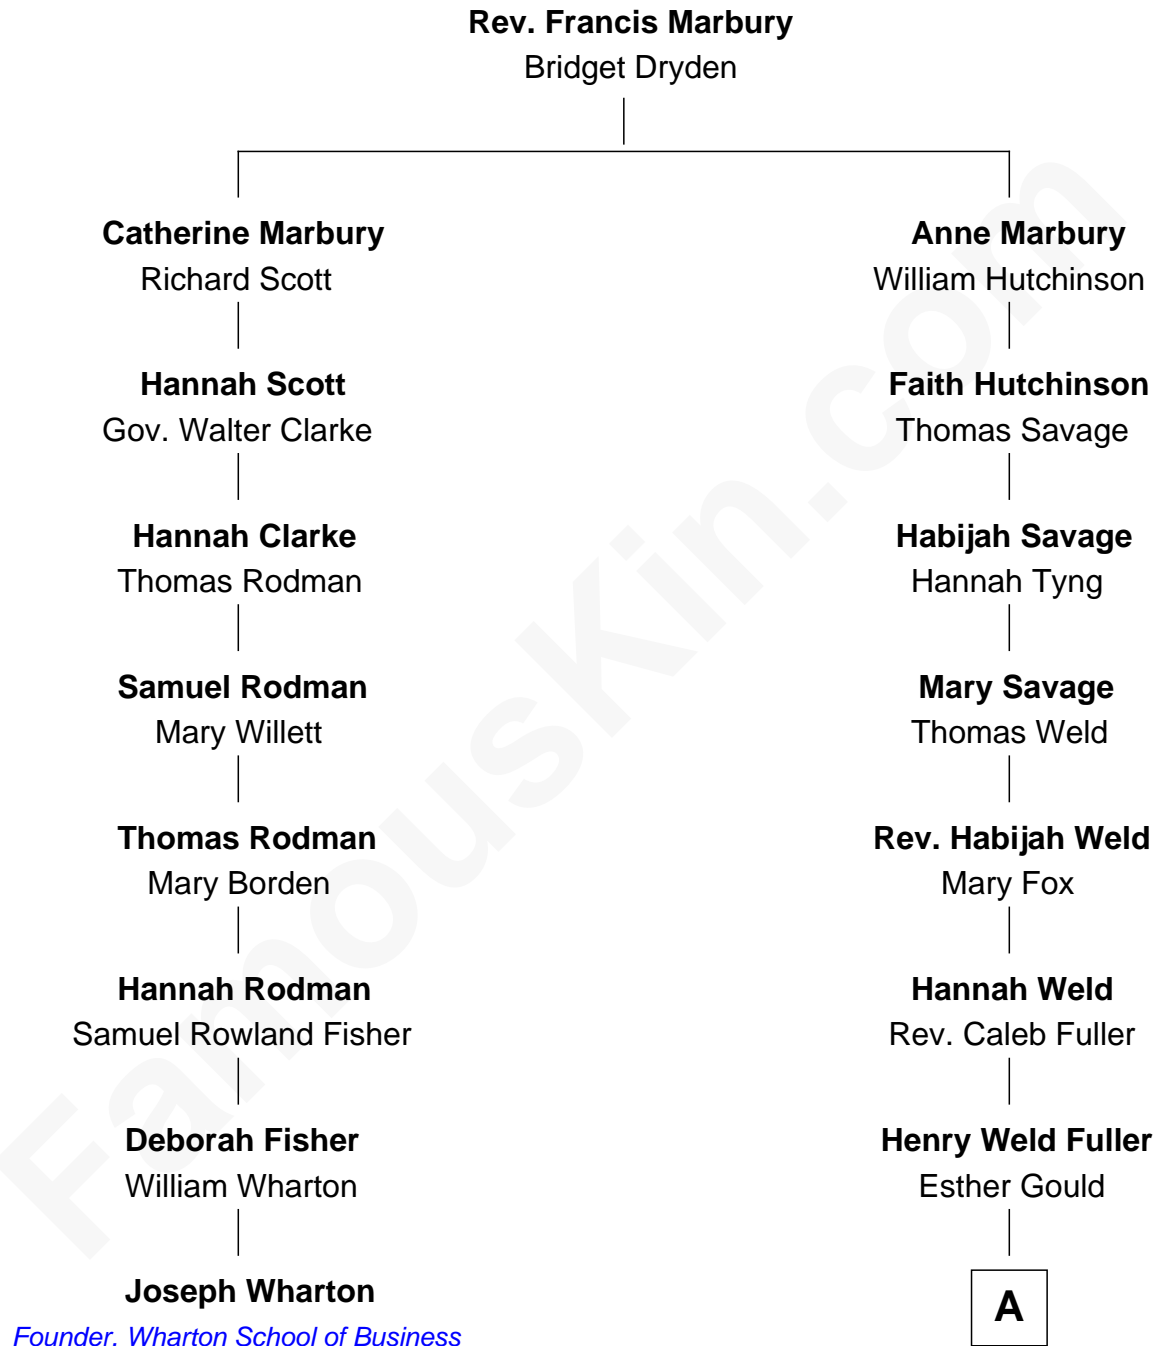 Rev. Francis Marbury
Bridget Dryden
Catherine Marbury
Richard Scott
Hannah Scott
Gov. Walter Clarke
Hannah Clarke
Thomas Rodman
Samuel Rodman
Mary Willett
Thomas Rodman
Mary Borden
Hannah Rodman
Samuel Rowland Fisher
Deborah Fisher
William Wharton
Joseph Wharton
Founder, Wharton School of Business
Anne Marbury
William Hutchinson
Faith Hutchinson
Thomas Savage
Habijah Savage
Hannah Tyng
Mary Savage
Thomas Weld
Rev. Habijah Weld
Mary Fox
Hannah Weld
Rev. Caleb Fuller
Henry Weld Fuller
Esther Gould
A
FamousKin.com